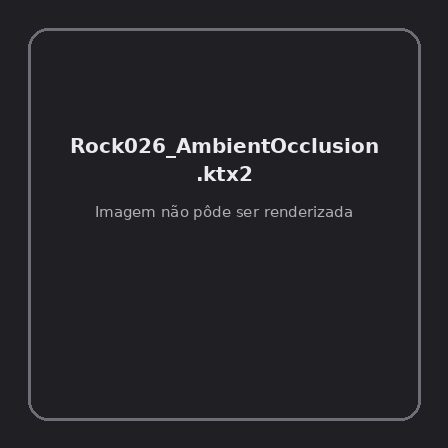 Rock026_AmbientOcclusion
.ktx2
Imagem não pôde ser renderizada